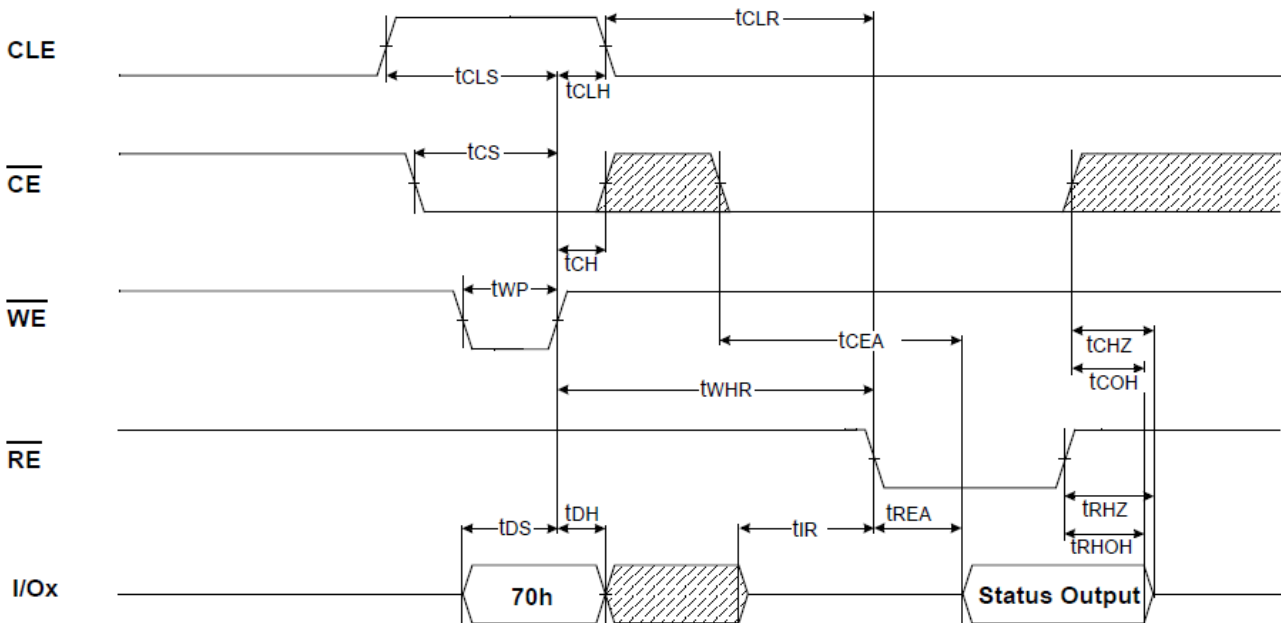 CLE
tCLR
tCLS
tCLH
CE
tCS
tCH
WE
tWP
tCEA
tCHZ
tCOH
tWHR
RE
tDS
tDH
tIR
tREA
tRHZ
tRHOH
I/Ox
70h
Status Output